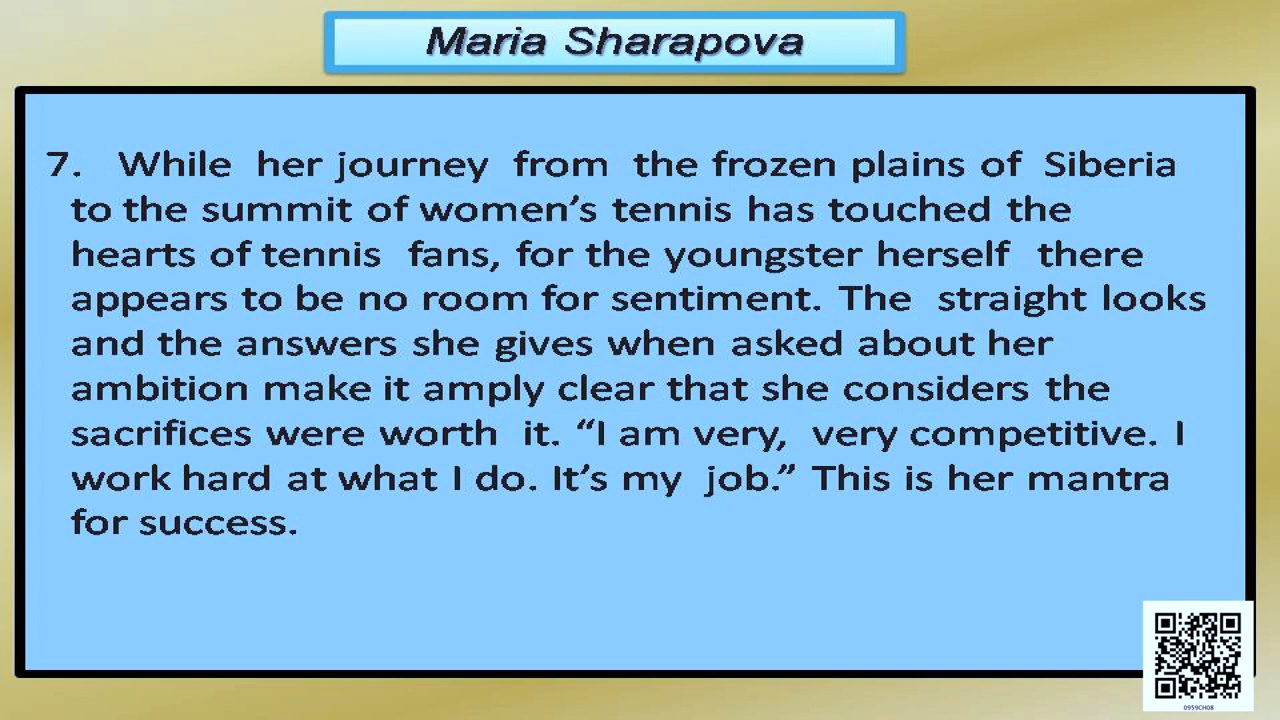 Maria Sharapova
7. While her journey from the frozen plains of Siberia
to the summit of women’s tennis has touched the
hearts of tennis fans, for the youngster herself there
appears to be no room for sentiment. The straight looks
and the answers she gives when asked about her
ambition make it amply clear that she considers the
sacrifices were worth it. “I am very, very competitive. I
work hard at what I do. It’s my job.” This is her mantra
for success.
0959CH08